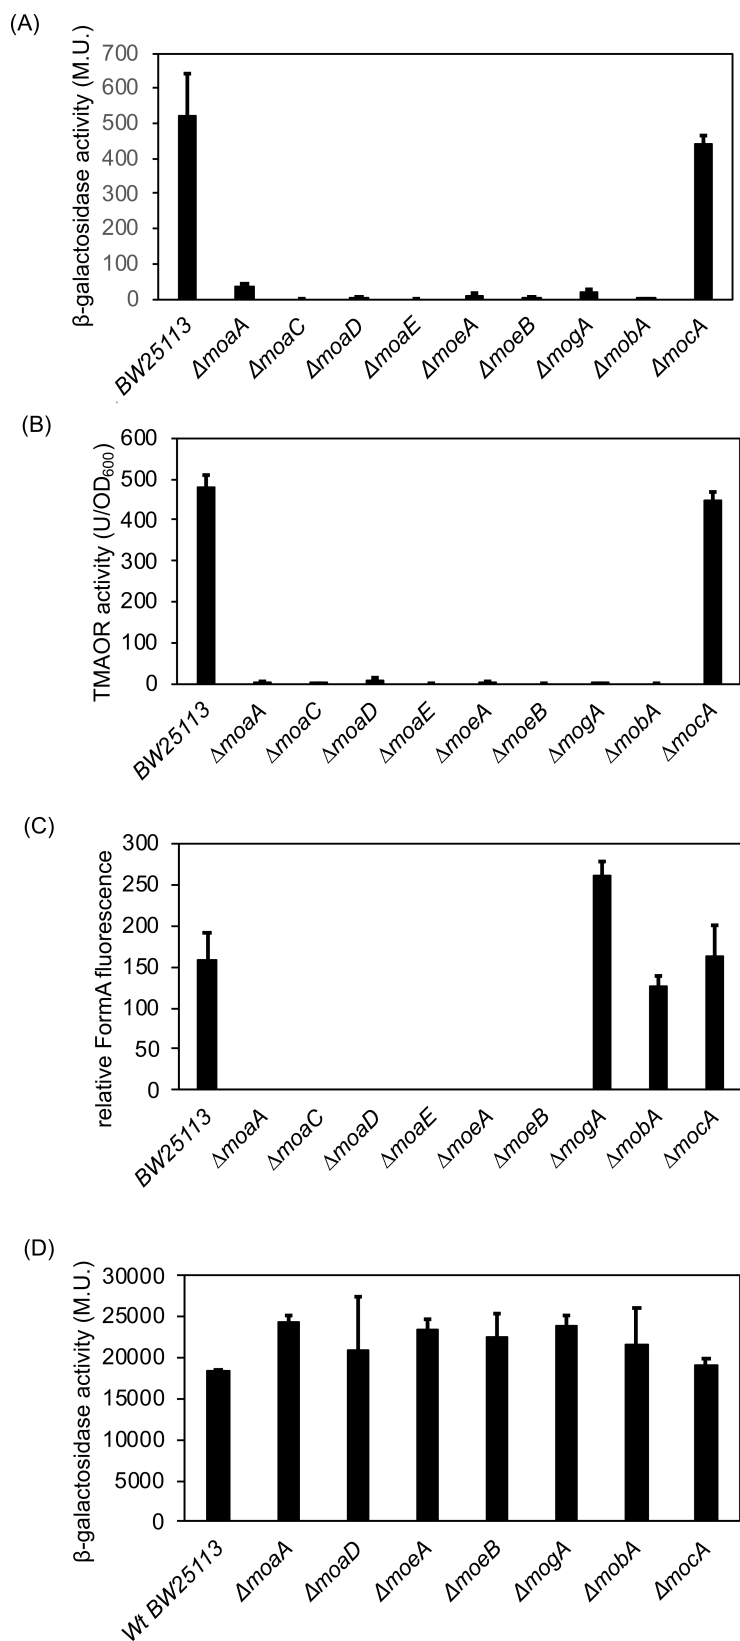 (A)
β-galactosidase activity (M.U.)
700
600
500
400
300
200
100
0
BW25113
ΔmoaA
ΔmoaC
ΔmoaD
ΔmoaE
ΔmoeA
ΔmoeB
ΔmogA
ΔmobA
ΔmocA
(B)
TMAOR activity (U/OD600)
600
500
400
300
200
100
0
BW25113
ΔmoaA
ΔmoaC
ΔmoaD
ΔmoaE
ΔmoeA
ΔmoeB
ΔmogA
ΔmobA
ΔmocA
(C)
relative FormA fluorescence
300
250
200
150
100
50
0
BW25113
ΔmoaA
ΔmoaC
ΔmoaD
ΔmoaE
ΔmoeA
ΔmoeB
ΔmogA
ΔmobA
ΔmocA
(D)
β-galactosidase activity (M.U.)
30000
25000
20000
15000
10000
5000
0
Wt BW25113
ΔmoaA
ΔmoaD
ΔmoeA
ΔmoeB
ΔmogA
ΔmobA
ΔmocA